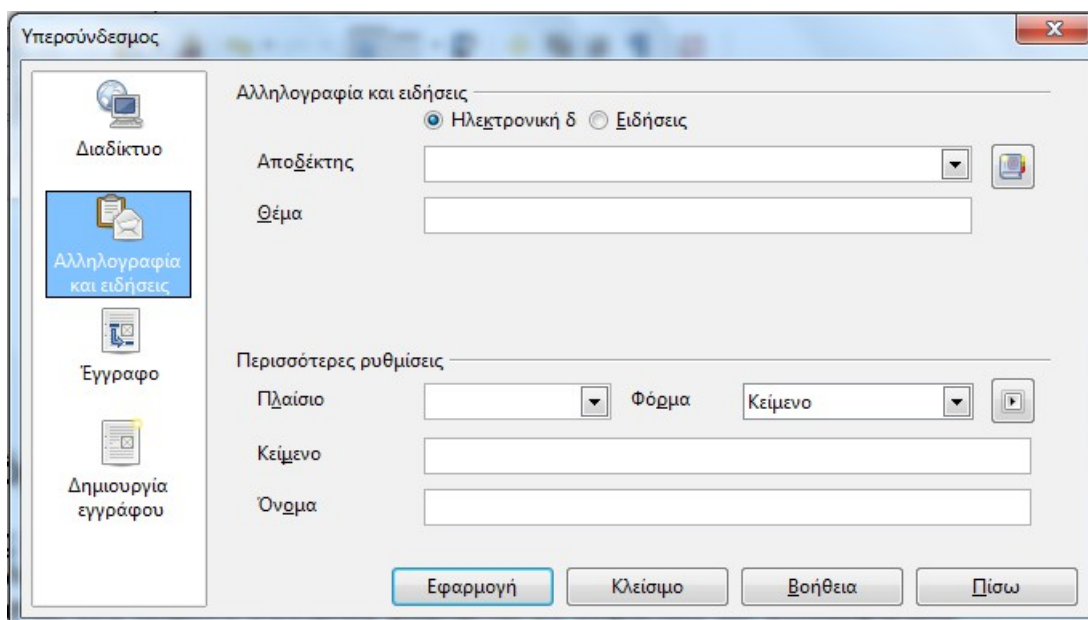 Υπερσύνδεσμος
Διαδίκτυο
Αλληλογραφία
και ειδήσεις
Έγγραφο
Δημιουργία
εγγράφου
Αλληλογραφία και ειδήσεις
Ηλεκτρονική δ Ειδήσεις
Αποδέκτης
Θέμα
Περισσότερες ρυθμίσεις
Πλαίσιο Φόρμα Κείμενο
Κείμενο
Όνομα
Εφαρμογή Κλείσιμο Βοήθεια Πίσω